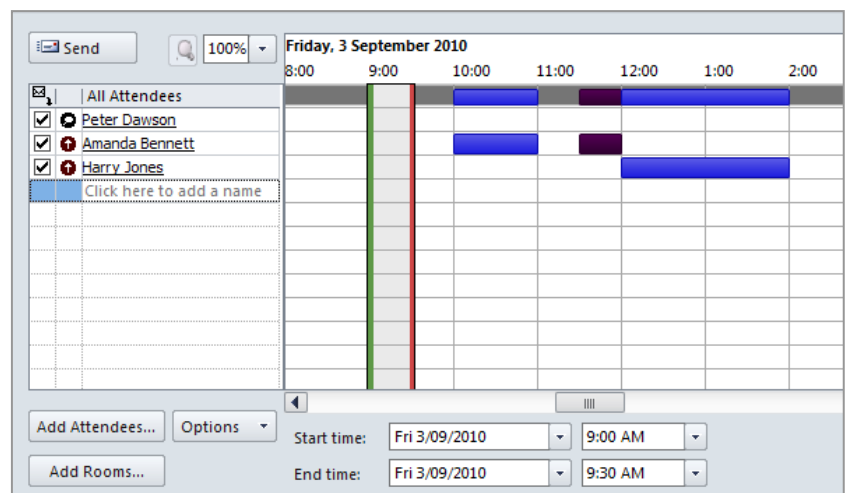 Send
100%
Friday, 3 September 2010
8:00 9:00 10:00 11:00 12:00 1:00 2:00
All Attendees
Peter Dawson
Amanda Bennett
Harry Jones
Click here to add a name
Add Attendees... Options
Start time: Fri 3/09/2010 9:00 AM
Add Rooms... End time: Fri 3/09/2010 9:30 AM